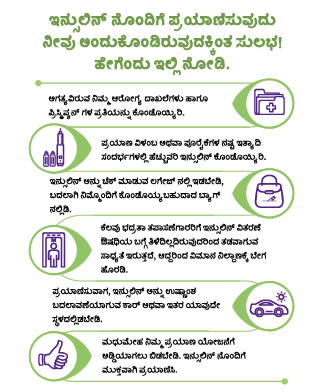 ಇನ್ಸುಲಿನ್ ನೊಂದಿಗೆ ಪ್ರಯಾಣಿಸುವುದು
ನೀವು ಅಂದುಕೊಂಡಿರುವುದಕ್ಕಿಂತ ಸುಲಭ!
ಹೇಗೆಂದು ಇಲ್ಲಿ ನೋಡಿ.
ಅಗತ್ಯವಿರುವ ನಿಮ್ಮ ಆರೋಗ್ಯ ದಾಖಲೆಗಳು ಹಾಗೂ
ಪ್ರಿಸ್ಕ್ರಿಪ್ಷನ್ ಗಳ ಪ್ರತಿಯನ್ನು ಕೊಂಡೊಯ್ಯಿರಿ.
ಪ್ರಯಾಣ ವಿಳಂಬ ಅಥವಾ ಪೂರೈಕೆಗಳ ನಷ್ಟ ಇತ್ಯಾದಿ
ಸಂದರ್ಭಗಳಲ್ಲಿ ಹೆಚ್ಚುವರಿ ಇನ್ಸುಲಿನ್ ಕೊಂಡೊಯ್ಯಿರಿ.
ಇನ್ಸುಲಿನ್ ಅನ್ನು ಚೆಕ್ ಮಾಡುವ ಲಗೇಜ್ ನಲ್ಲಿ ಇಡಬೇಡಿ,
ಬದಲಾಗಿ ನಿಮ್ಮೊಂದಿಗೆ ಕೊಂಡೊಯ್ಯಬಹುದಾದ ಬ್ಯಾಗ್
ನಲ್ಲಿಡಿ.
ಕೆಲವು ಭದ್ರತಾ ತಪಾಸಣೆಗಾರರಿಗೆ ಇನ್ಸುಲಿನ್ ವಿತರಣೆ
ಔಷಧಿಯ ಬಗ್ಗೆ ತಿಳಿದಿಲ್ಲದಿರುವುದರಿಂದ ತಡವಾಗುವ
ಸಾಧ್ಯತೆ ಇರುತ್ತದೆ, ಆದ್ದರಿಂದ ವಿಮಾನ ನಿಲ್ದಾಣಕ್ಕೆ ಬೇಗ
ಹೊರಡಿ.
ಪ್ರಯಾಣಿಸುವಾಗ, ಇನ್ಸುಲಿನ್ ಅನ್ನು ಉಷ್ಣಾಂಶ
ಬದಲಾವಣೆಯಾಗುವ ಕಾರ್ ಅಥವಾ ಇತರ ಯಾವುದೇ
ಸ್ಥಳದಲ್ಲಿಡಬೇಡಿ.
ಮಧುಮೇಹ ನಿಮ್ಮ ಪ್ರಯಾಣ ಯೋಜನೆಗೆ
ಅಡ್ಡಿಯಾಗಲು ಬಿಡಬೇಡಿ. ಇನ್ಸುಲಿನ್ ನೊಂದಿಗೆ
ಮುಕ್ತವಾಗಿ ಪ್ರಯಾಣಿಸಿ.